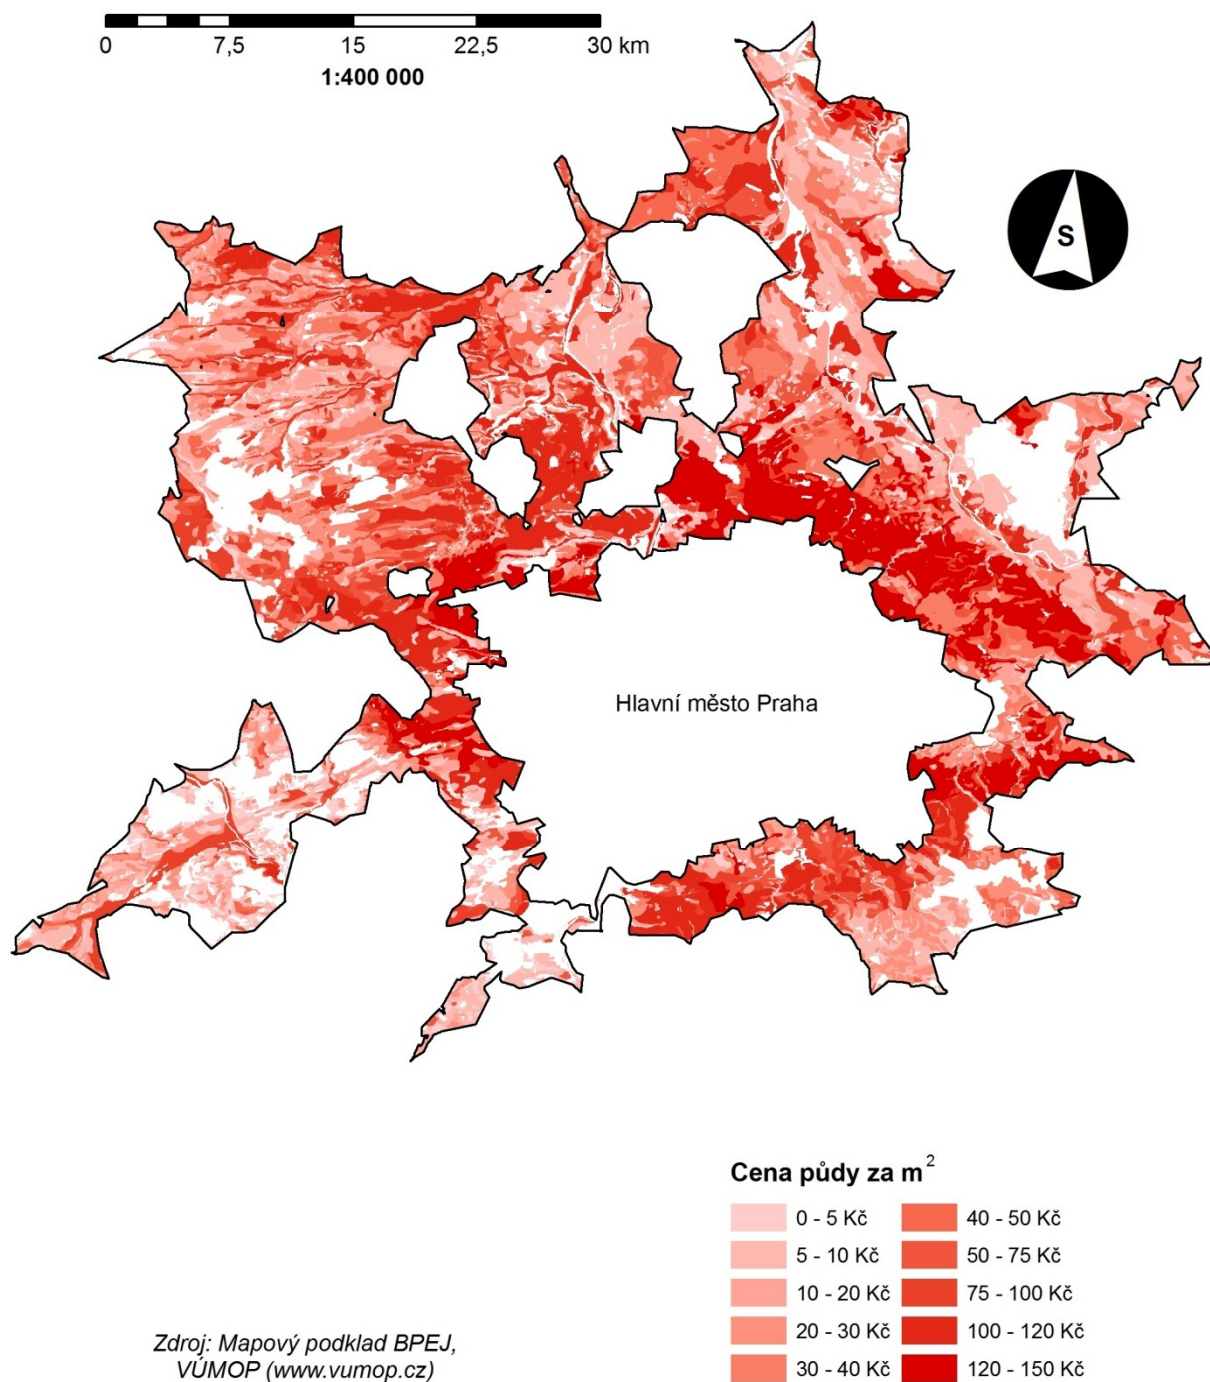 0 7,5 15 22,5 30 km
1:400 000
S
Hlavní město Praha
Cena půdy za m²
0 - 5 Kč 40 - 50 Kč
5 - 10 Kč 50 - 75 Kč
10 - 20 Kč 75 - 100 Kč
20 - 30 Kč 100 - 120 Kč
30 - 40 Kč 120 - 150 Kč
Zdroj: Mapový podklad BPEJ,
VÚMOP (www.vumop.cz)